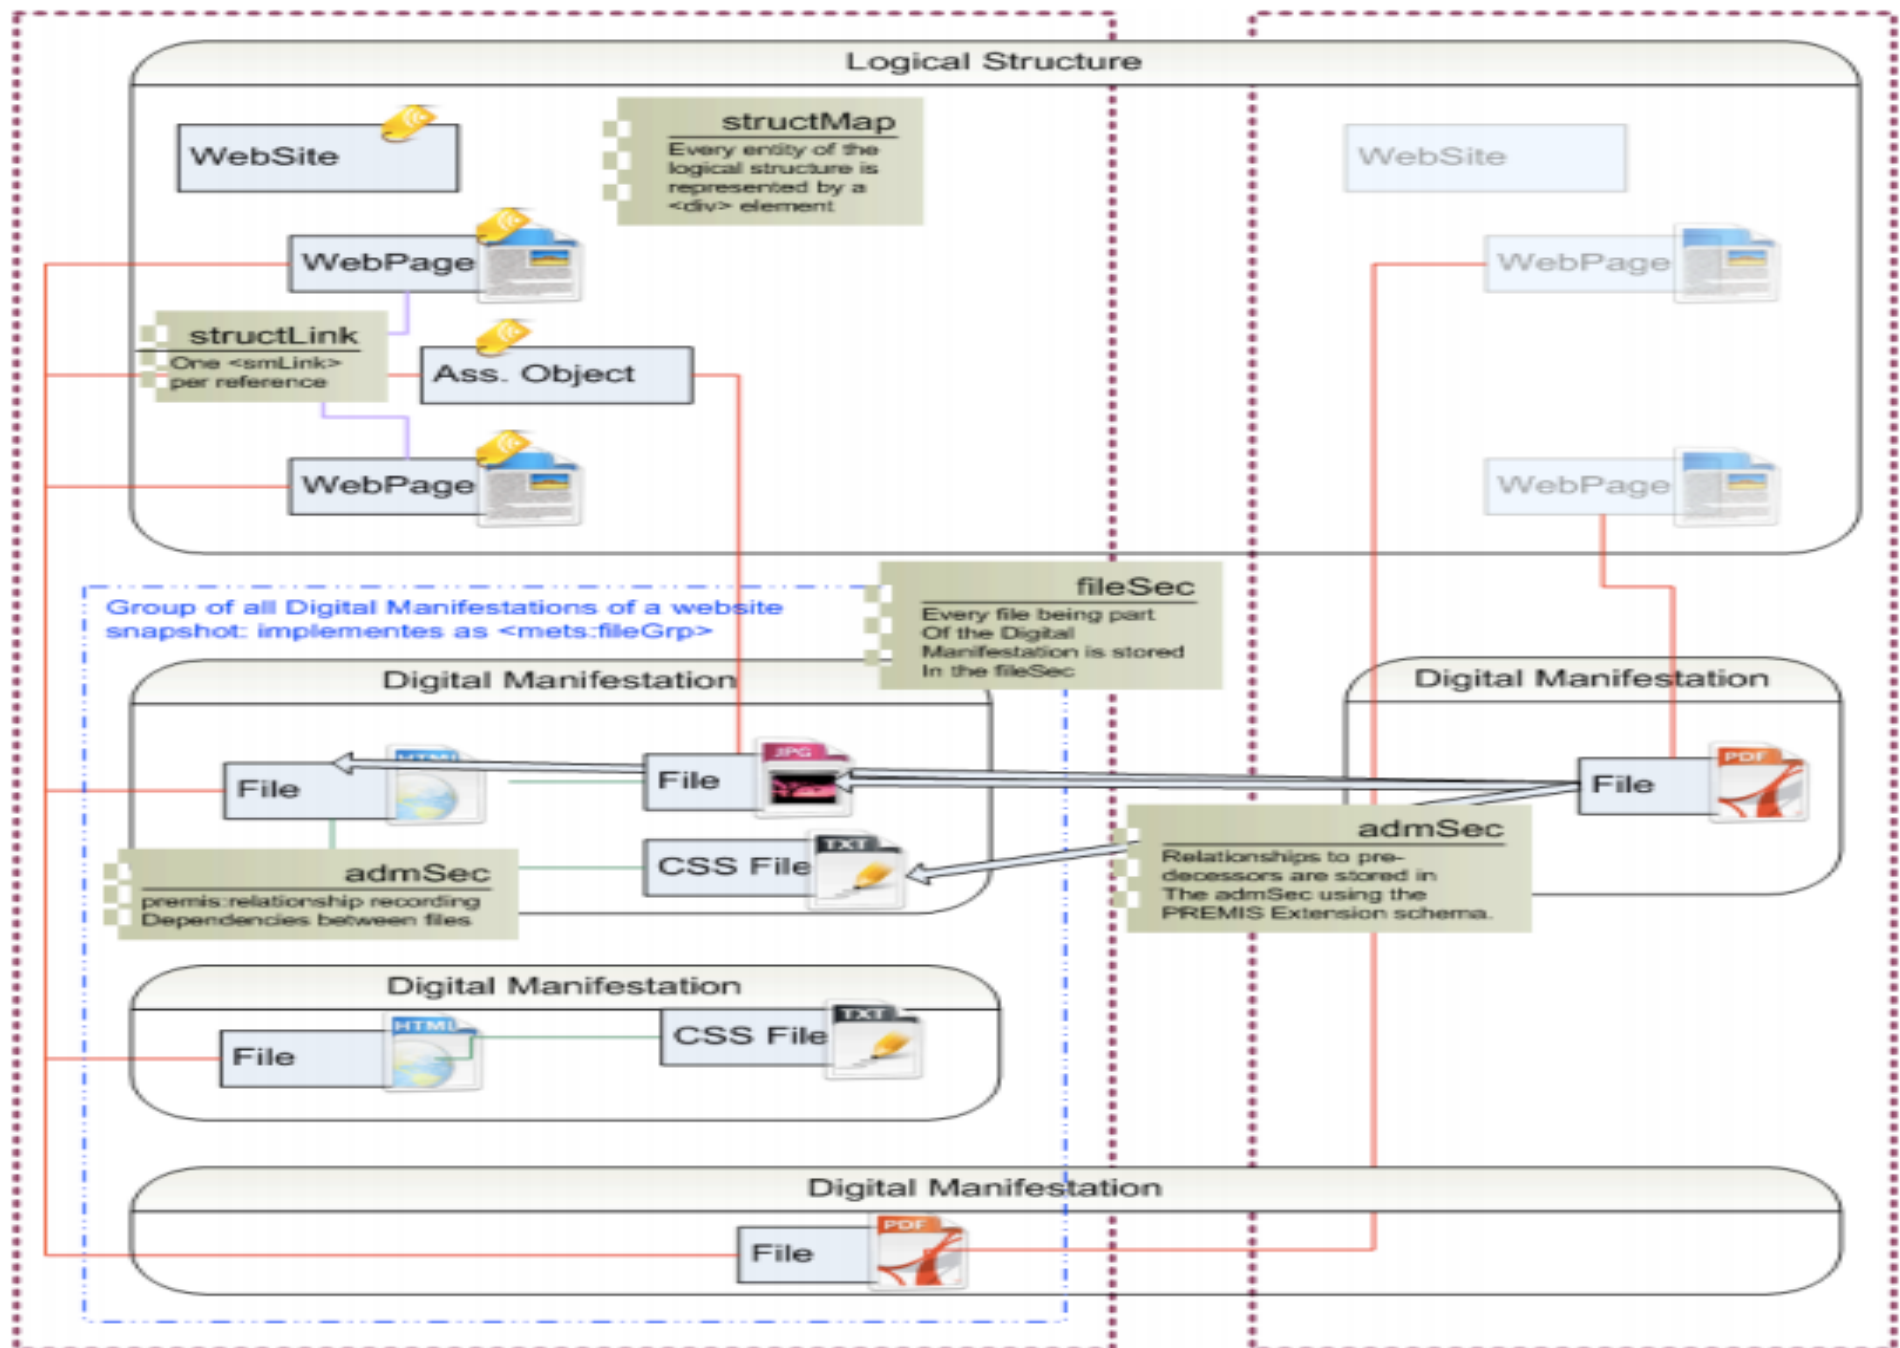 Logical Structure
WebSite
structMap
Every entity of the
logical structure is
represented by a
<div> element
WebSite
WebPage
WebPage
structLink
One <smLink>
per reference
Ass. Object
WebPage
WebPage
Group of all Digital Manifestations of a website
snapshot: implementes as <mets:fileGrp>
fileSec
Every file being part
Of the Digital
Manifestation is stored
In the fileSec
Digital Manifestation
Digital Manifestation
HTML
File
JPG
File
File
PDF
admSec
Relationships to pre-
decessors are stored in
The admSec using the
PREMIS Extension schema.
CSS File
TXT
admSec
premis:relationship recording
Dependencies between files
Digital Manifestation
File
HTML
CSS File
TXT
Digital Manifestation
File
PDF